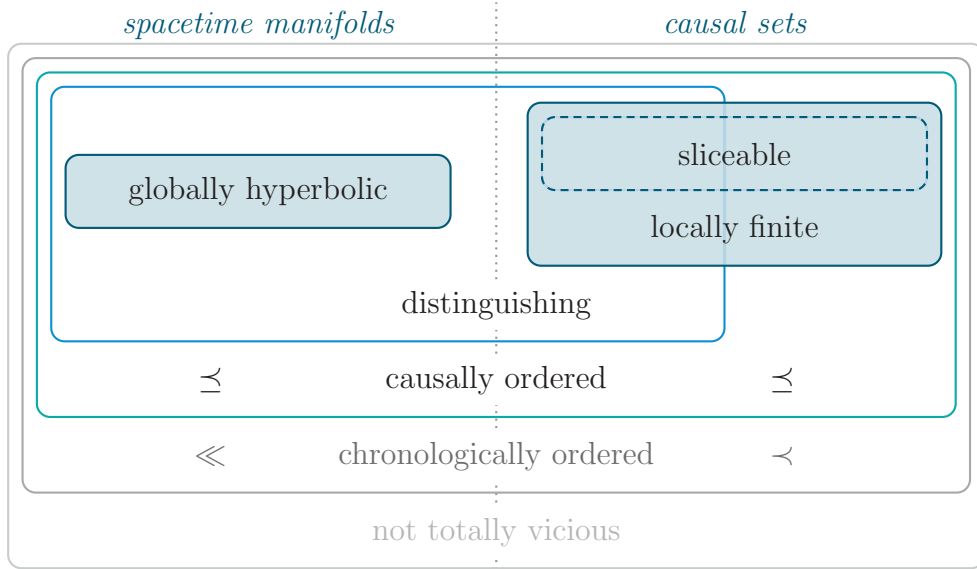 spacetime manifolds causal sets
sliceable
globally hyperbolic
locally finite
distinguishing
⪯ causally ordered ⪯
≪ chronologically ordered ≺
not totally vicious